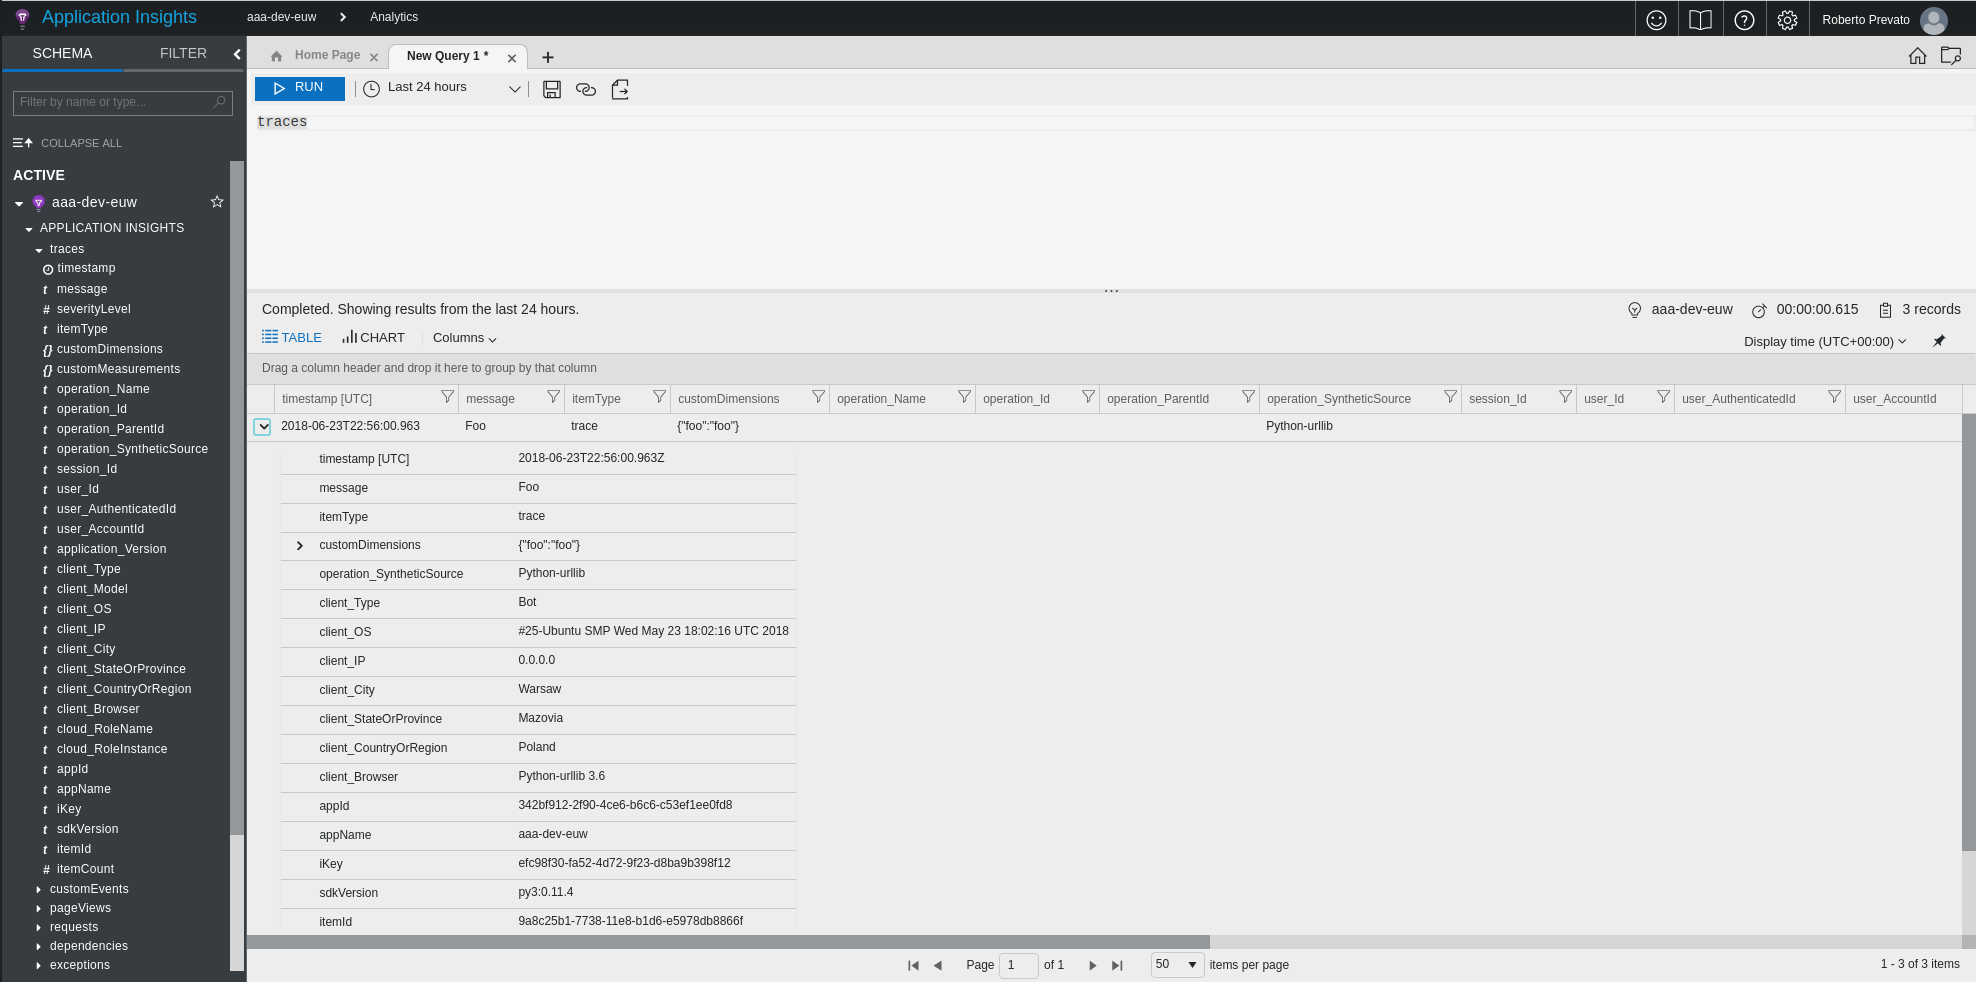 Application Insights
aaa-dev-euw
Analytics
Roberto Prevato
SCHEMA
FILTER
Filter by name or type...
COLLAPSE ALL
ACTIVE
aaa-dev-euw
APPLICATION INSIGHTS
traces
timestamp
t message
# severityLevel
t itemType
{} customDimensions
{} customMeasurements
t operation_Name
t operation_Id
t operation_ParentId
t operation_SyntheticSource
t session_Id
t user_Id
t user_AuthenticatedId
t user_AccountId
t application_Version
t client_Type
t client_Model
t client_OS
t client_IP
t client_City
t client_StateOrProvince
t client_CountryOrRegion
t client_Browser
t cloud_RoleName
t cloud_RoleInstance
t appId
t appName
t iKey
t sdkVersion
t itemId
# itemCount
customEvents
pageViews
requests
dependencies
exceptions
Home Page
New Query 1 *
RUN
Last 24 hours
traces
Completed. Showing results from the last 24 hours.
aaa-dev-euw
00:00:00.615
3 records
TABLE
CHART
Columns
Display time (UTC+00:00)
Drag a column header and drop it here to group by that column
timestamp [UTC] message itemType customDimensions operation_Name operation_Id operation_ParentId operation_SyntheticSource session_Id user_Id user_AuthenticatedId user_AccountId
2018-06-23T22:56:00.963 Foo trace {"foo":"foo"} Python-urllib
timestamp [UTC] 2018-06-23T22:56:00.963Z
message Foo
itemType trace
customDimensions {"foo":"foo"}
operation_SyntheticSource Python-urllib
client_Type Bot
client_OS #25-Ubuntu SMP Wed May 23 18:02:16 UTC 2018
client_IP 0.0.0.0
client_City Warsaw
client_StateOrProvince Mazovia
client_CountryOrRegion Poland
client_Browser Python-urllib 3.6
appId 342bf912-2f90-4ce6-b6c6-c53ef1ee0fd8
appName aaa-dev-euw
iKey efc98f30-fa52-4d72-9f23-d8ba9b398f12
sdkVersion py3:0.11.4
itemId 9a8c25b1-7738-11e8-b1d6-e5978db8866f
Page 1 of 1
50 items per page
1 - 3 of 3 items